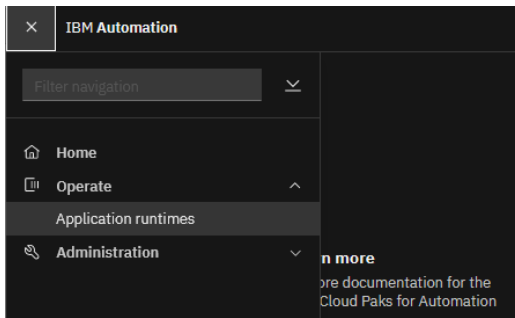 IBM Automation
Filter navigation
Home
Operate
Application runtimes
Administration
n more
ore documentation for the
Cloud Paks for Automation